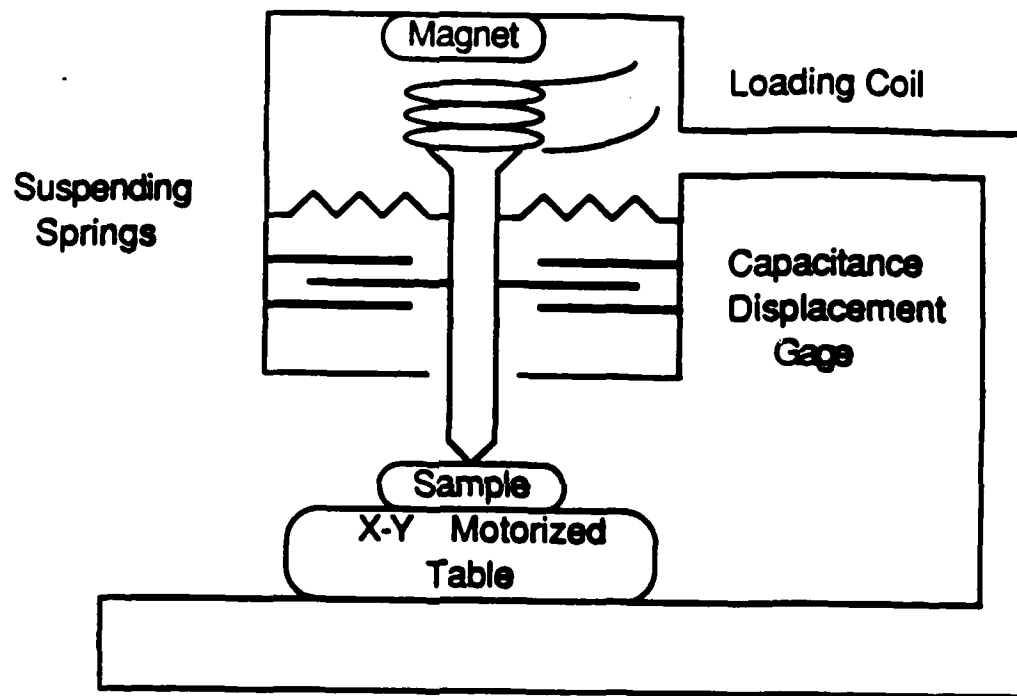 Magnet
Loading Coil
Suspending
Springs
Capacitance
Displacement
Gage
Sample
X-Y Motorized
Table